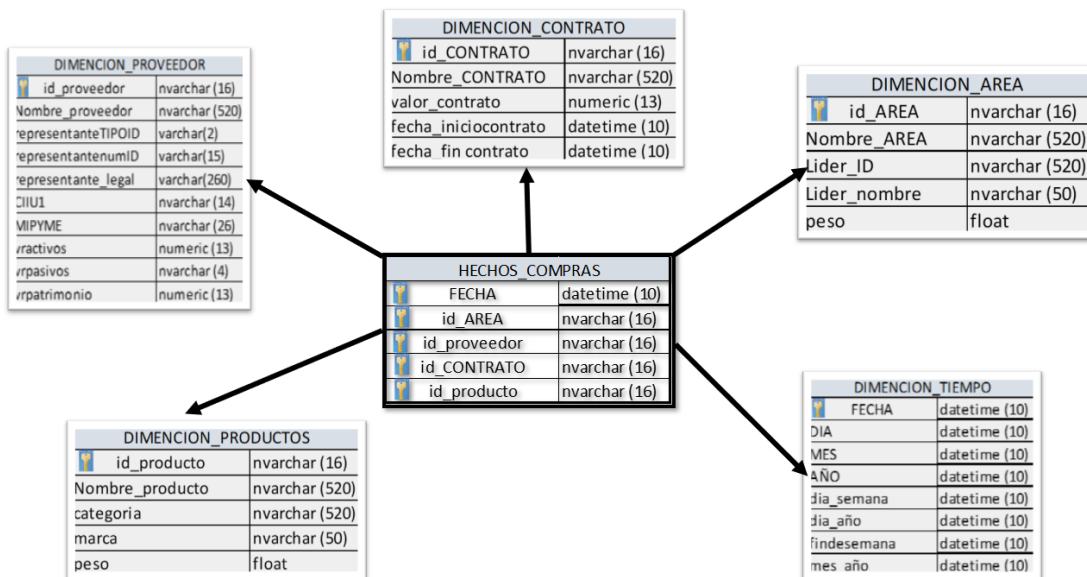 DIMENCION_CONTRATO
id_CONTRATO nvarchar (16)
Nombre_CONTRATO nvarchar (520)
valor_contrato numeric (13)
fecha_iniciocontrato datetime (10)
fecha_fin contrato datetime (10)
DIMENCION_PROVEEDOR
id_proveedor nvarchar (16)
Nombre_proveedor nvarchar (520)
representanteTIPOID varchar(2)
representantenumID varchar(15)
representante_legal varchar(260)
CIIU1 nvarchar (14)
MIPYME nvarchar (26)
vractivos numeric (13)
vrpasivos nvarchar (4)
vrpatrimonio numeric (13)
DIMENCION_AREA
id_AREA nvarchar (16)
Nombre_AREA nvarchar (520)
Lider_ID nvarchar (520)
Lider_nombre nvarchar (50)
peso float
HECHOS_COMPRAS
FECHA datetime (10)
id_AREA nvarchar (16)
id_proveedor nvarchar (16)
id_CONTRATO nvarchar (16)
id_producto nvarchar (16)
DIMENCION_PRODUCTOS
id_producto nvarchar (16)
Nombre_producto nvarchar (520)
categoria nvarchar (520)
marca nvarchar (50)
peso float
DIMENCION_TIEMPO
FECHA datetime (10)
DIA datetime (10)
MES datetime (10)
AÑO datetime (10)
dia_semana datetime (10)
dia_año datetime (10)
findesemana datetime (10)
mes_año datetime (10)